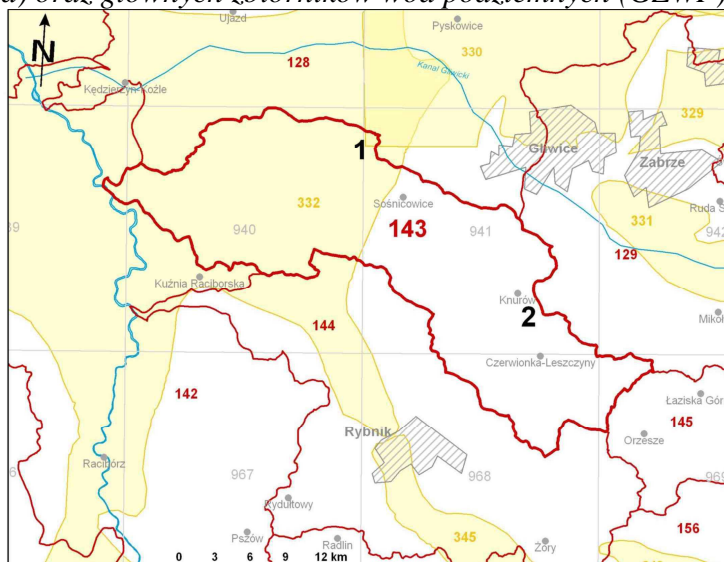 oraz głównych zbiorników wód podziemnych (GZWP)
Ujazd
Pyskowice
330
N
128
Kanał Gliwicki
Kędzierzyn-Koźle
329
1
Gliwice
Zabrze
332
Sośnicowice
331
Ruda
143
940
941
942
129
Kuźnia Raciborska
Knurów
2
144
Czerwionka-Leszczyny
142
Łaziska Gór
145
Rybnik
Orzesze
Racibórz
967
968
969
Rydułtowy
156
Pszów
Radlin
345
Żory
0 3 6 9 12 km